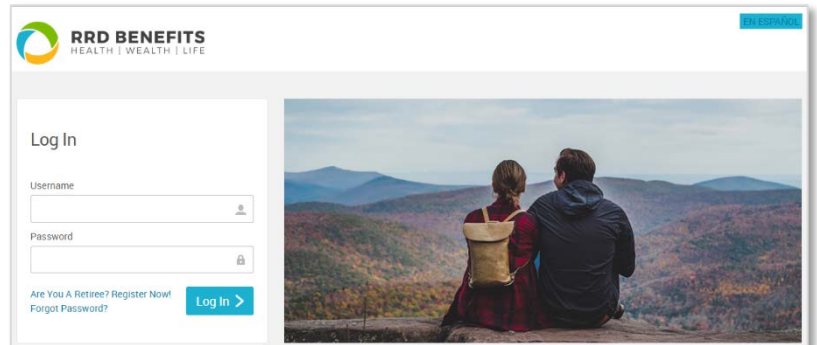 RRD BENEFITS
HEALTH | WEALTH | LIFE
EN ESPAÑOL
Log In
Username
Password
Are You A Retiree? Register Now!
Forgot Password?
Log In